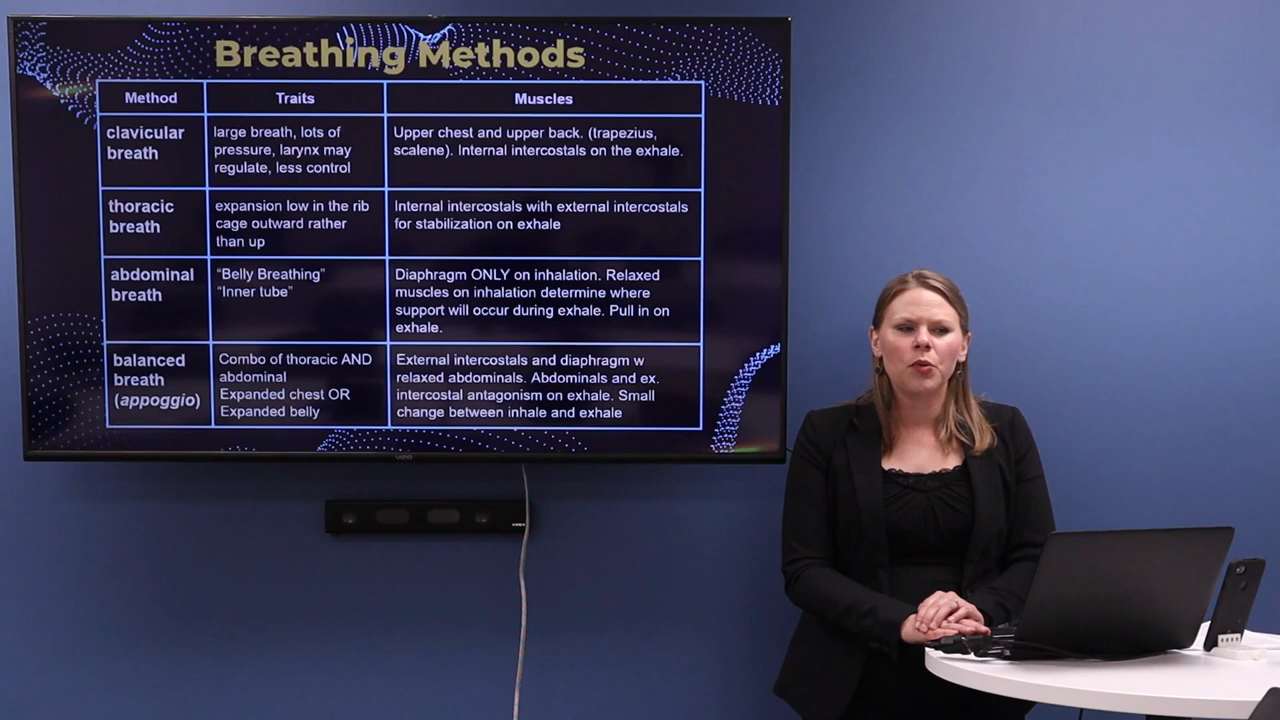 Breathing Methods
Method
Traits
Muscles
clavicular
breath
large breath, lots of
pressure, larynx may
regulate, less control
Upper chest and upper back. (trapezius,
scalene). Internal intercostals on the exhale.
thoracic
breath
expansion low in the rib
cage outward rather
than up
Internal intercostals with external intercostals
for stabilization on exhale
abdominal
breath
“Belly Breathing”
“Inner tube”
Diaphragm ONLY on inhalation. Relaxed
muscles on inhalation determine where
support will occur during exhale. Pull in on
exhale.
balanced
breath
(appoggio)
Combo of thoracic AND
abdominal
Expanded chest OR
Expanded belly
External intercostals and diaphragm w
relaxed abdominals. Abdominals and ex.
intercostal antagonism on exhale. Small
change between inhale and exhale
VIZIO